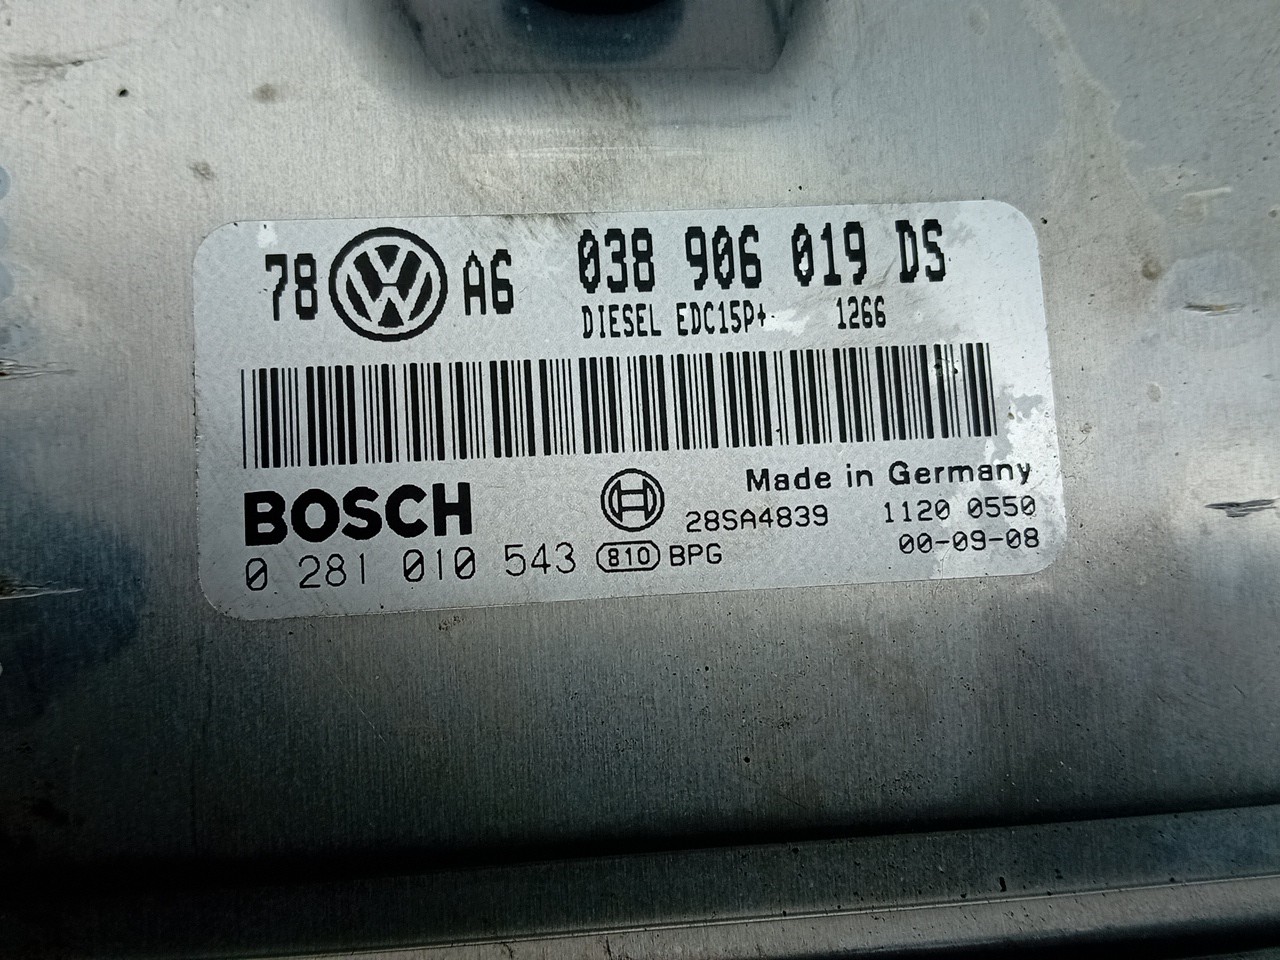 78 VW A6 038 906 019 DS
DIESEL EDC15P+ 1266
BOSCH Made in Germany
28SA4839 1120 0550
0 281 010 543 810 BPG 00-09-08